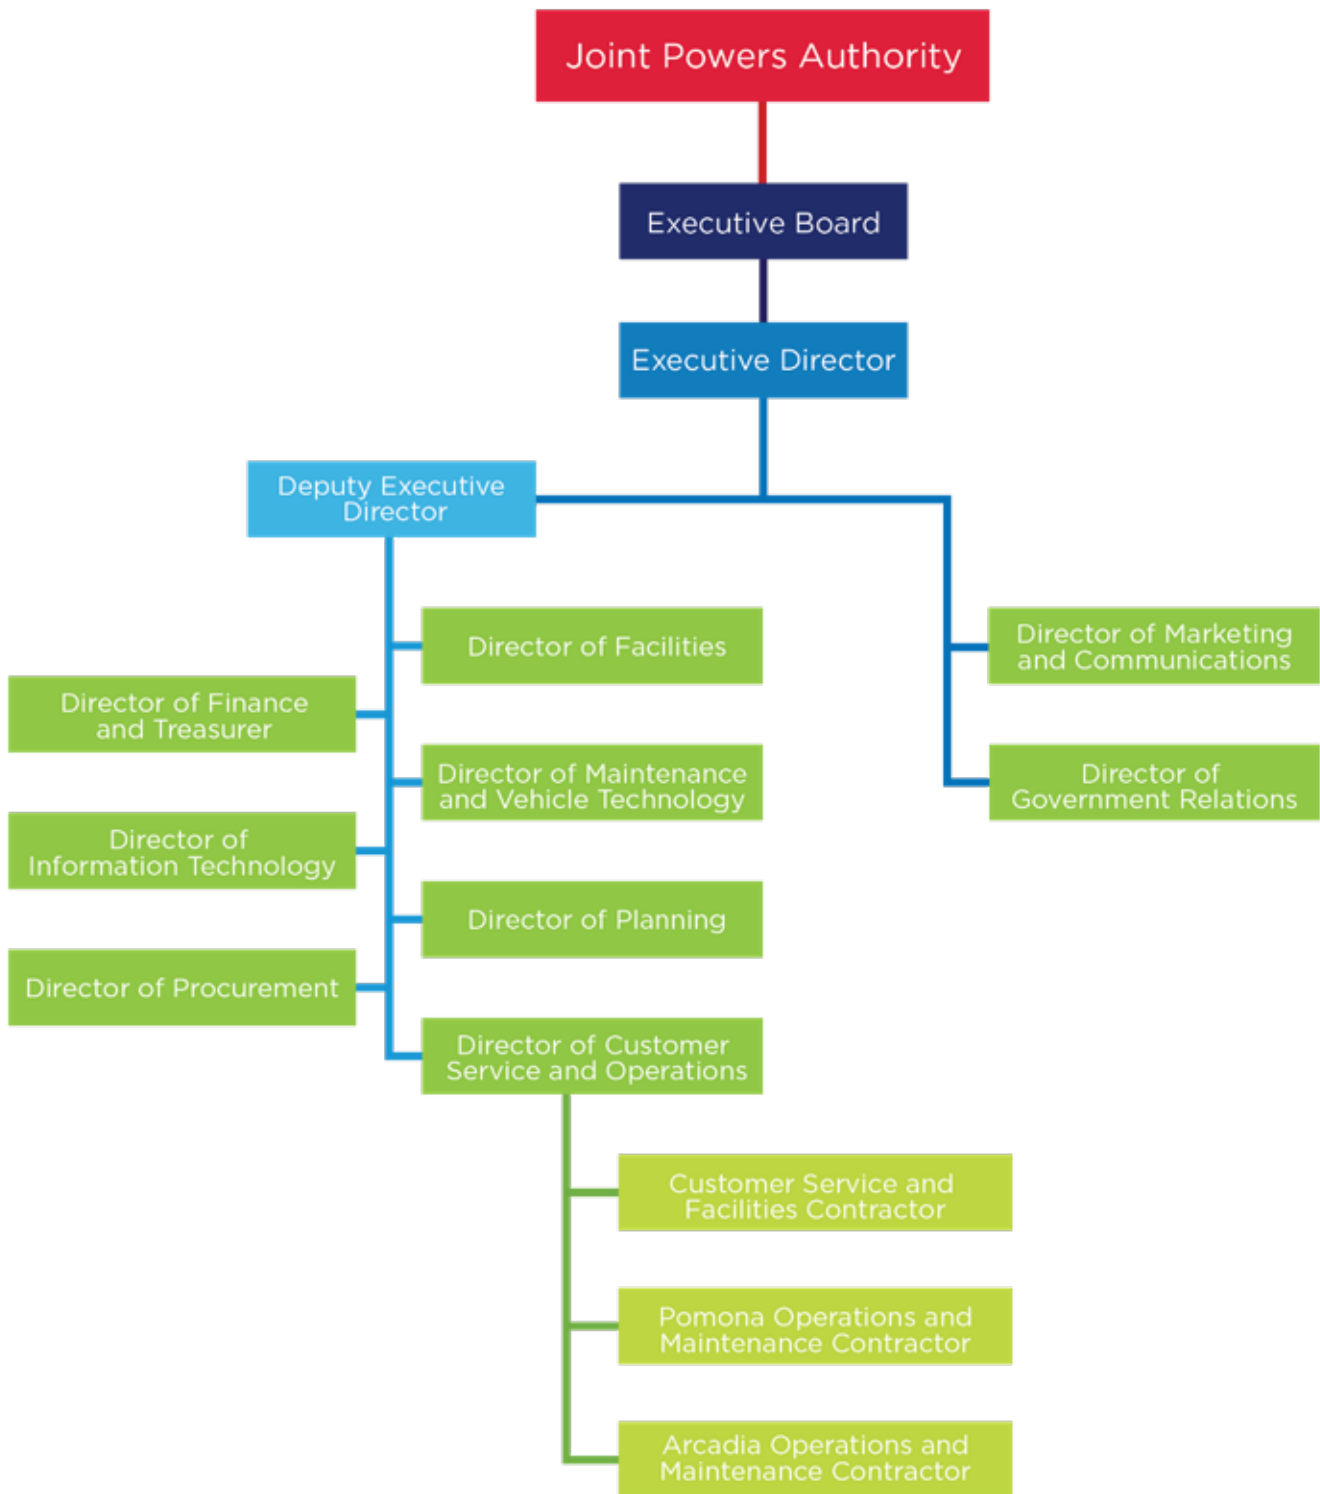 Joint Powers Authority
Executive Board
Executive Director
Deputy Executive
Director
Director of Facilities
Director of Marketing
and Communications
Director of Finance
and Treasurer
Director of Maintenance
and Vehicle Technology
Director of
Government Relations
Director of
Information Technology
Director of Planning
Director of Procurement
Director of Customer
Service and Operations
Customer Service and
Facilities Contractor
Pomona Operations and
Maintenance Contractor
Arcadia Operations and
Maintenance Contractor